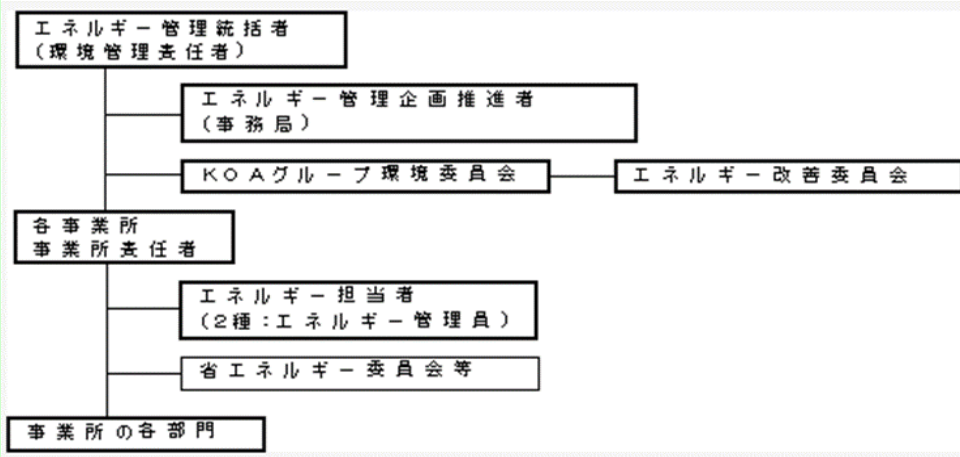 エネルギー管理統括者
(環境管理責任者)
エネルギー管理企画推進者
(事務局)
KOAグループ環境委員会
エネルギー改善委員会
各事業所
事業所責任者
エネルギー担当者
(2種:エネルギー管理員)
省エネルギー委員会等
事業所の各部門